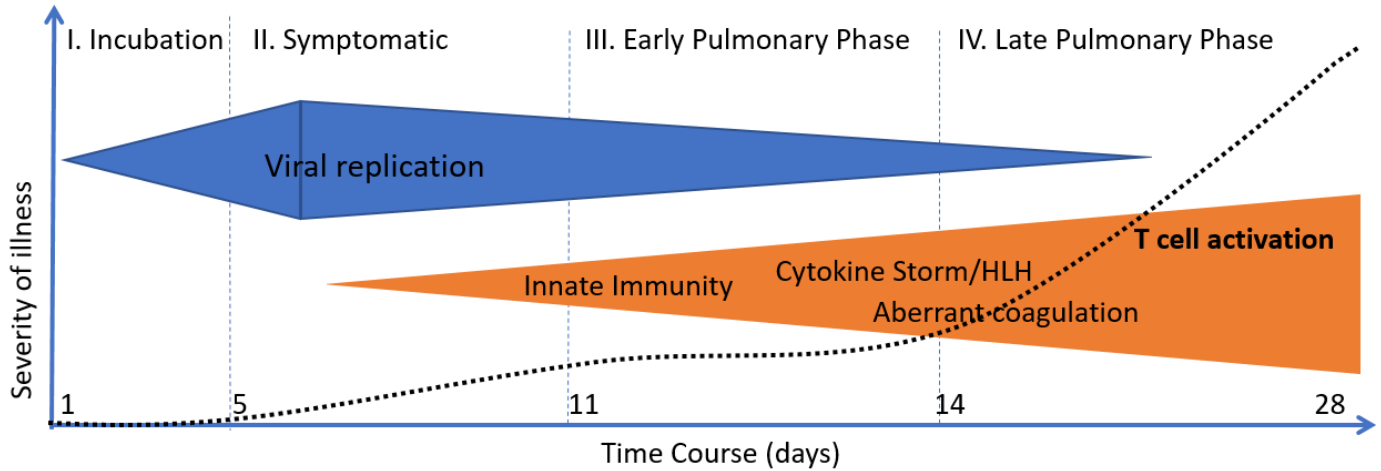 I. Incubation
II. Symptomatic
III. Early Pulmonary Phase
IV. Late Pulmonary Phase
Viral replication
T cell activation
Cytokine Storm/HLH
Innate Immunity
Aberrant coagulation
Severity of illness
1
5
11
14
28
Time Course (days)